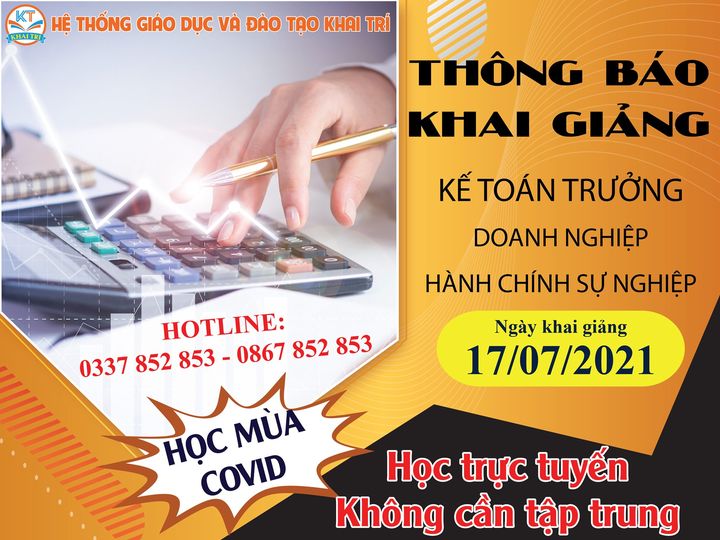 KT
KHAI TRÍ
HỆ THỐNG GIÁO DỤC VÀ ĐÀO TẠO KHAI TRÍ
THÔNG BÁO
KHAI GIẢNG
KẾ TOÁN TRƯỞNG
DOANH NGHIỆP
HÀNH CHÍNH SỰ NGHIỆP
Ngày khai giảng
17/07/2021
HOTLINE:
0337 852 853 - 0867 852 853
HỌC MÙA
COVID
Học trực tuyến
Không cần tập trung